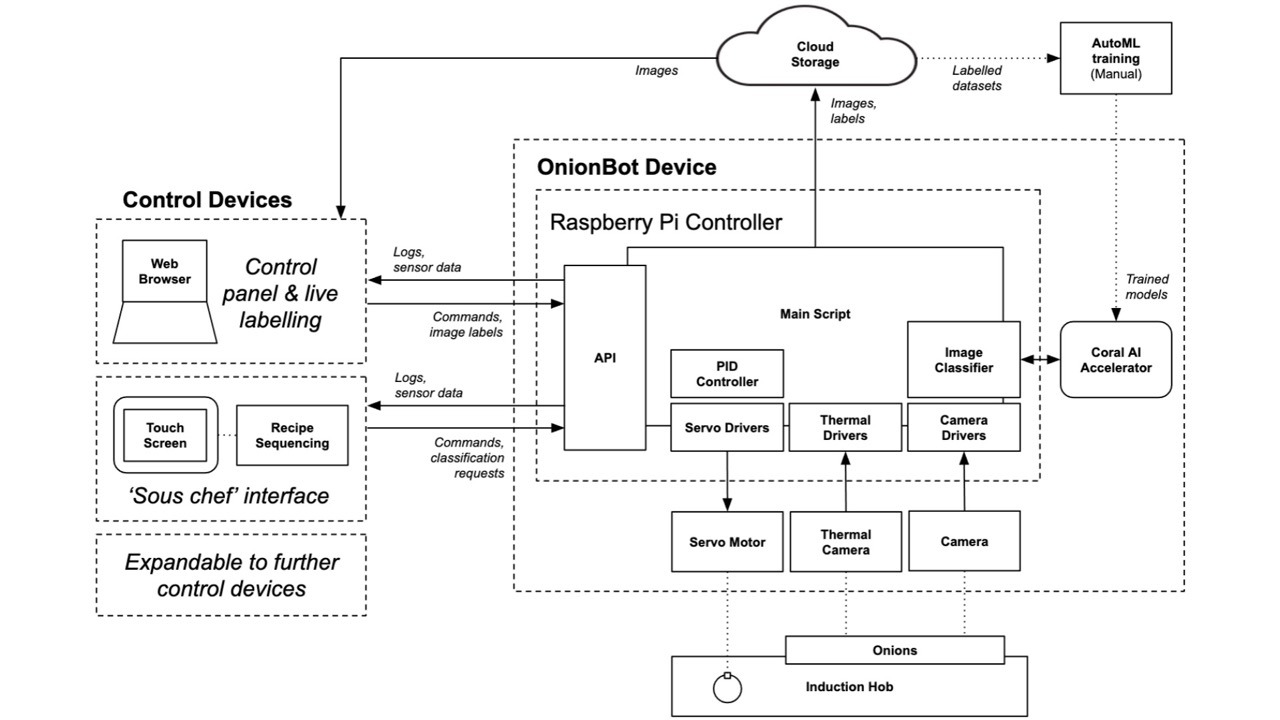 Cloud
Storage
AutoML
training
(Manual)
Images
Labelled
datasets
Images,
labels
OnionBot Device
Control Devices
Raspberry Pi Controller
Web
Browser
Control
panel & live
labelling
Logs,
sensor data
Commands,
image labels
API
Main Script
PID
Controller
Image
Classifier
Trained
models
Coral AI
Accelerator
Logs,
sensor data
Touch
Screen
Recipe
Sequencing
Commands,
classification
requests
Servo Drivers
Thermal
Drivers
Camera
Drivers
'Sous chef' interface
Servo Motor
Thermal
Camera
Camera
Expandable to further
control devices
Onions
Induction Hob